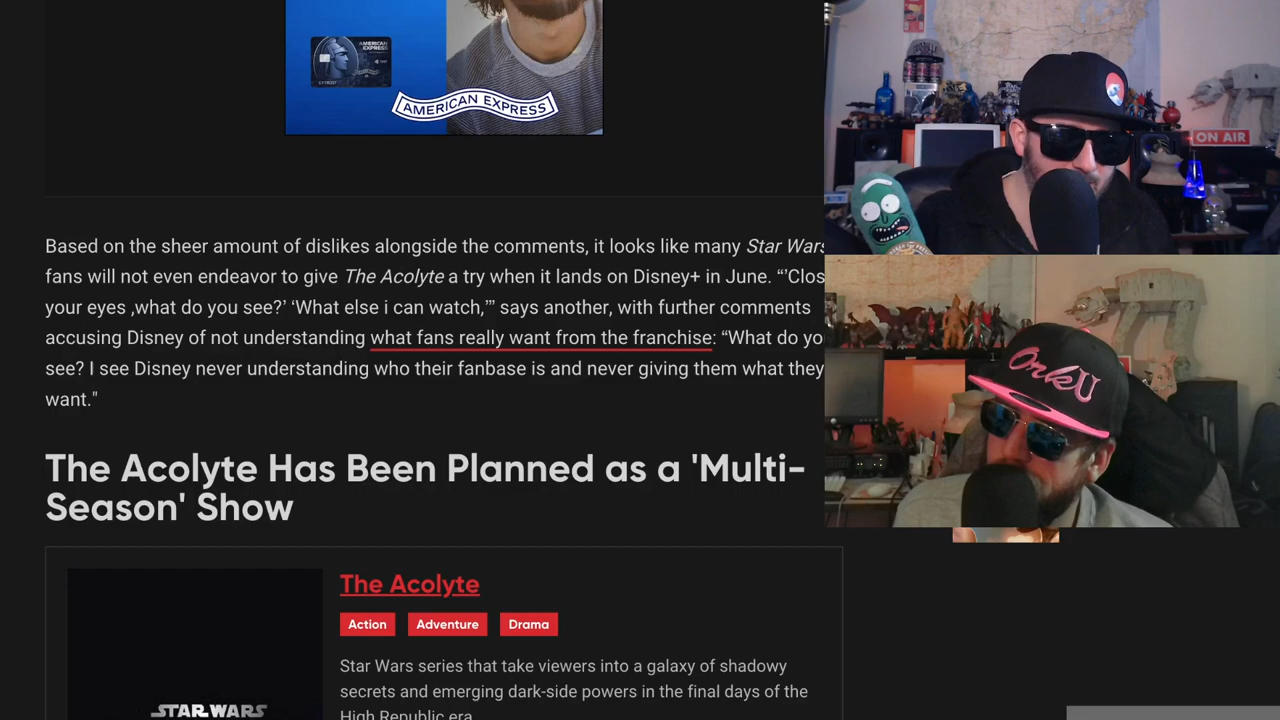 AMERICAN EXPRESS
AMERICAN EXPRESS
ON AIR
Based on the sheer amount of dislikes alongside the comments, it looks like many Star Wars
fans will not even endeavor to give The Acolyte a try when it lands on Disney+ in June. “’Clos
your eyes ,what do you see?’ ‘What else i can watch,’” says another, with further comments
accusing Disney of not understanding what fans really want from the franchise: “What do yo
see? I see Disney never understanding who their fanbase is and never giving them what they
want."
OrkU
The Acolyte Has Been Planned as a 'Multi-
Season' Show
The Acolyte
Action Adventure Drama
Star Wars series that take viewers into a galaxy of shadowy
secrets and emerging dark-side powers in the final days of the
High Republic era
STAR WARS